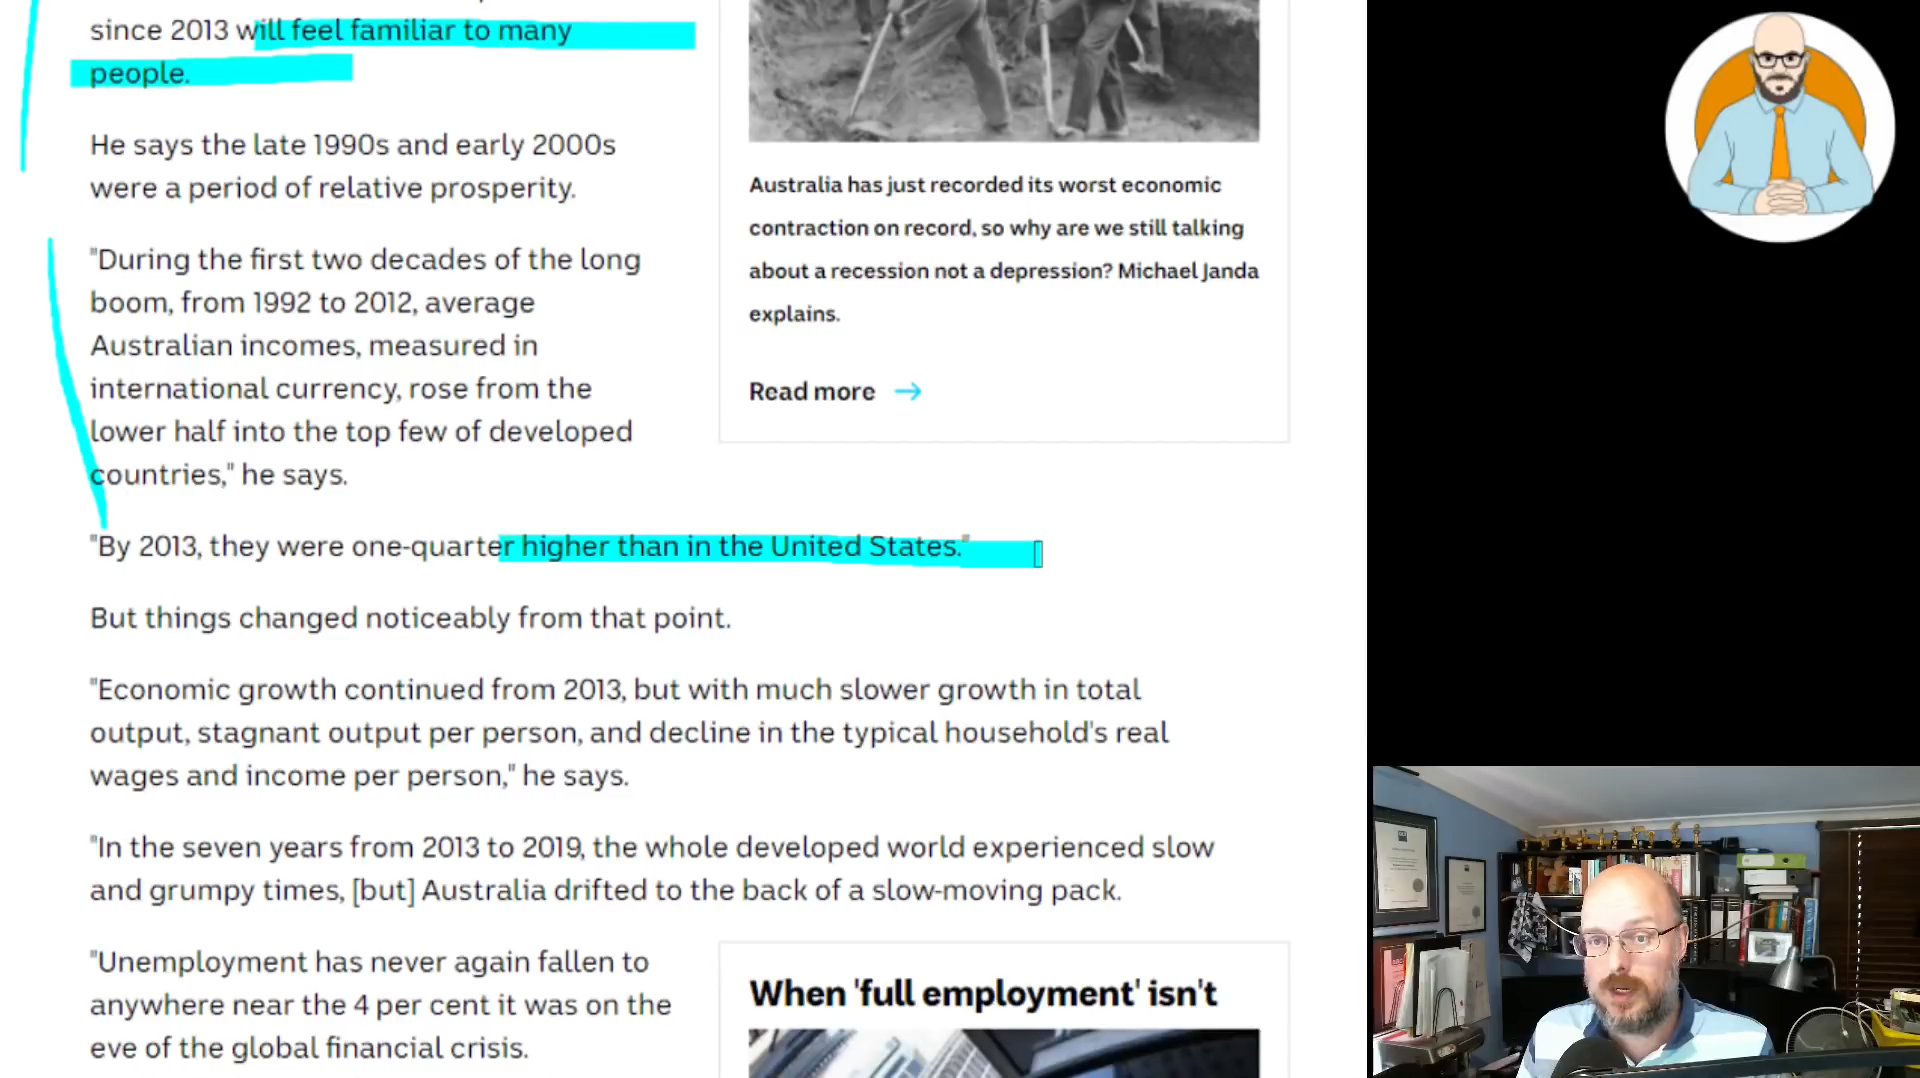 since 2013 will feel familiar to many
people.
He says the late 1990s and early 2000s
were a period of relative prosperity.
"During the first two decades of the long
boom, from 1992 to 2012, average
Australian incomes, measured in
international currency, rose from the
lower half into the top few of developed
countries," he says.
"By 2013, they were one-quarter higher than in the United States."
But things changed noticeably from that point.
"Economic growth continued from 2013, but with much slower growth in total
output, stagnant output per person, and decline in the typical household's real
wages and income per person," he says.
"In the seven years from 2013 to 2019, the whole developed world experienced slow
and grumpy times, [but] Australia drifted to the back of a slow-moving pack.
"Unemployment has never again fallen to
anywhere near the 4 per cent it was on the
eve of the global financial crisis.
Australia has just recorded its worst economic
contraction on record, so why are we still talking
about a recession not a depression? Michael Janda
explains.
Read more →
When 'full employment' isn't